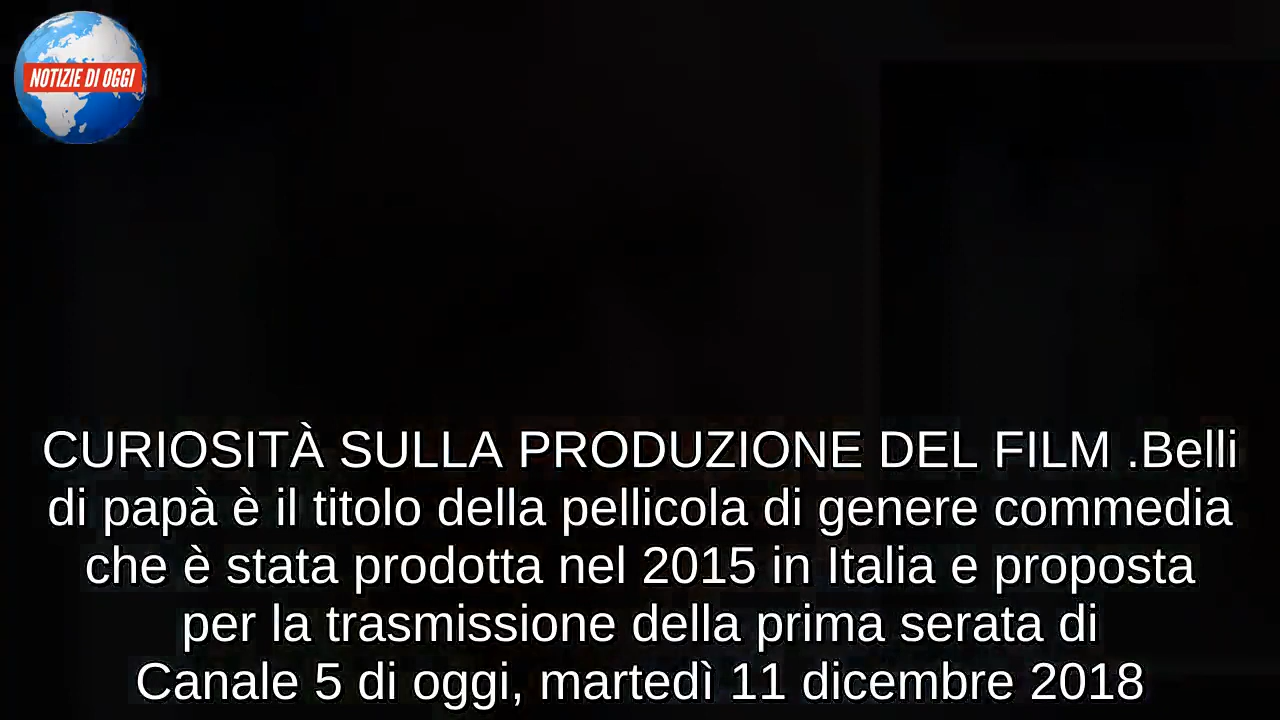 NOTIZIE DI OGGI
CURIOSITÀ SULLA PRODUZIONE DEL FILM .Belli
di papà è il titolo della pellicola di genere commedia
che è stata prodotta nel 2015 in Italia e proposta
per la trasmissione della prima serata di
Canale 5 di oggi, martedì 11 dicembre 2018